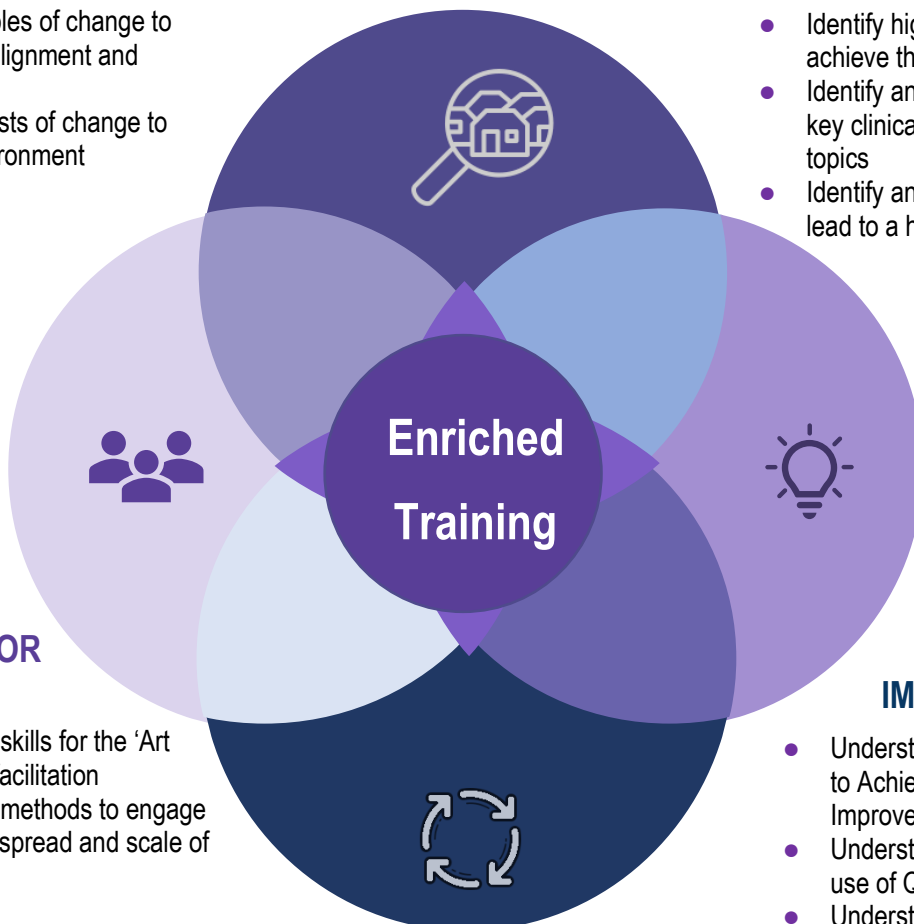 les of change to
lignment and
sts of change to
ronment
● Identify hig
achieve th
● Identify an
key clinica
topics
● Identify an
lead to a h
Enriched
Training
OR
skills for the ‘Art
acilitation
methods to engage
spread and scale of
IM
● Underst
to Achie
Improve
● Underst
use of Q
● Underst